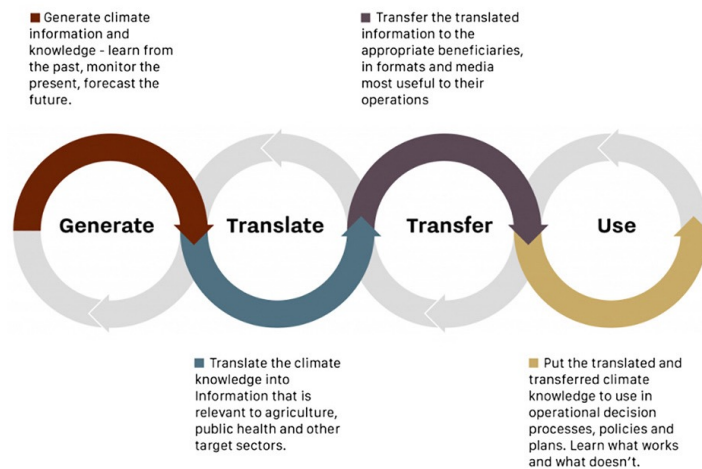 Generate climate
information and
knowledge - learn from
the past, monitor the
present, forecast the
future.
Transfer the translated
information to the
appropriate beneficiaries,
in formats and media
most useful to their
operations
Generate
Translate
Transfer
Use
Translate the climate
knowledge into
Information that is
relevant to agriculture,
public health and other
target sectors.
Put the translated and
transferred climate
knowledge to use in
operational decision
processes, policies and
plans. Learn what works
and what doesn't.